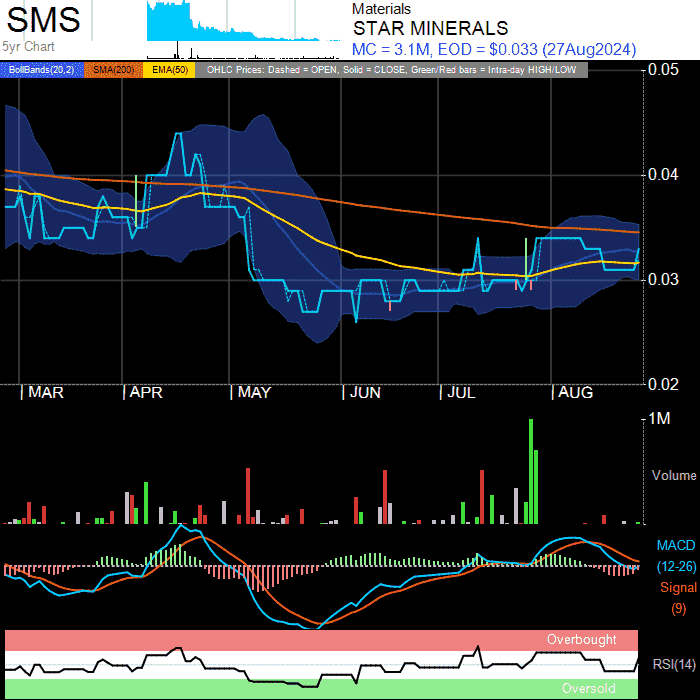 SMS
5yr Chart
Materials
STAR MINERALS
MC = 3.1M, EOD = $0.033 (27Aug2024)
BollBands(20,2) SMA(200) EMA(50) OHLC Prices: Dashed = OPEN, Solid = CLOSE, Green/Red bars = Intra-day HIGH/LOW
0.05
0.04
0.03
0.02
MAR APR MAY JUN JUL AUG
1M
Volume
MACD
(12-26)
Signal
(9)
Overbought
RSI(14)
Oversold